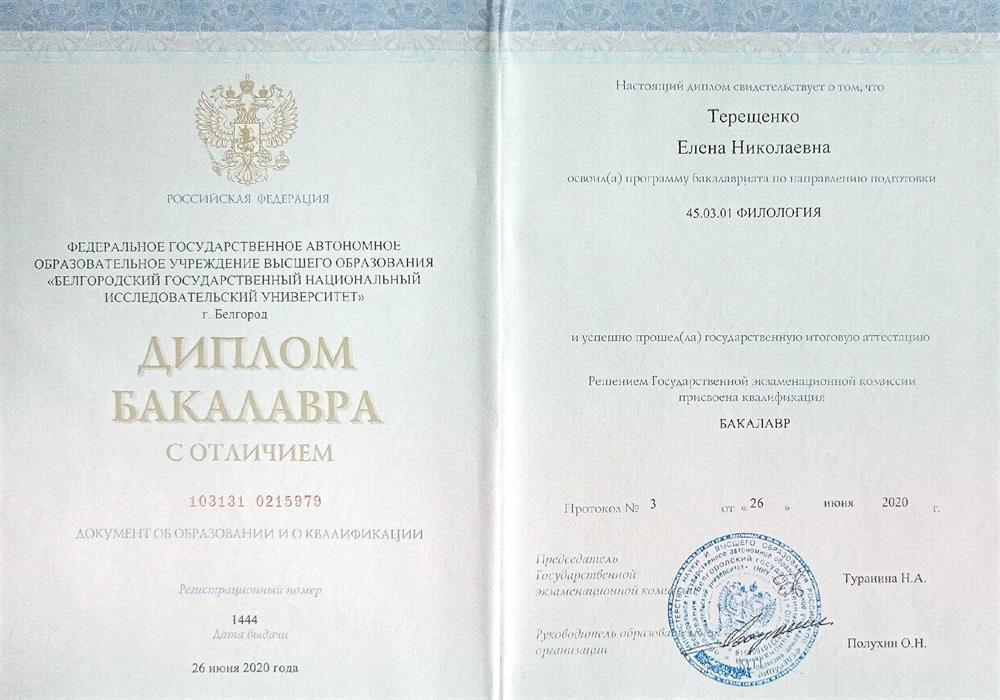 РОССИЙСКАЯ ФЕДЕРАЦИЯ
ФЕДЕРАЛЬНОЕ ГОСУДАРСТВЕННОЕ АВТОНОМНОЕ
ОБРАЗОВАТЕЛЬНОЕ УЧРЕЖДЕНИЕ ВЫСШЕГО ОБРАЗОВАНИЯ
«БЕЛГОРОДСКИЙ ГОСУДАРСТВЕННЫЙ НАЦИОНАЛЬНЫЙ
ИССЛЕДОВАТЕЛЬСКИЙ УНИВЕРСИТЕТ»
г. Белгород
ДИПЛОМ
БАКАЛАВРА
С ОТЛИЧИЕМ
103131 0215979
ДОКУМЕНТ ОБ ОБРАЗОВАНИИ И О КВАЛИФИКАЦИИ
Регистрационный номер
1444
Дата выдачи
26 июня 2020 года
Настоящий диплом свидетельствует о том, что
Терещенко
Елена Николаевна
освоил(а) программу бакалавриата по направлению подготовки
45.03.01 ФИЛОЛОГИЯ
и успешно прошел(ла) государственную итоговую аттестацию
Решением Государственной экзаменационной комиссии
присвоена квалификация
БАКАЛАВР
Протокол № 3 от « 26 » июня 2020 г.
Председатель
Государственной
экзаменационной
Туранина Н.А.
Руководитель
организации
Полухин О.Н.